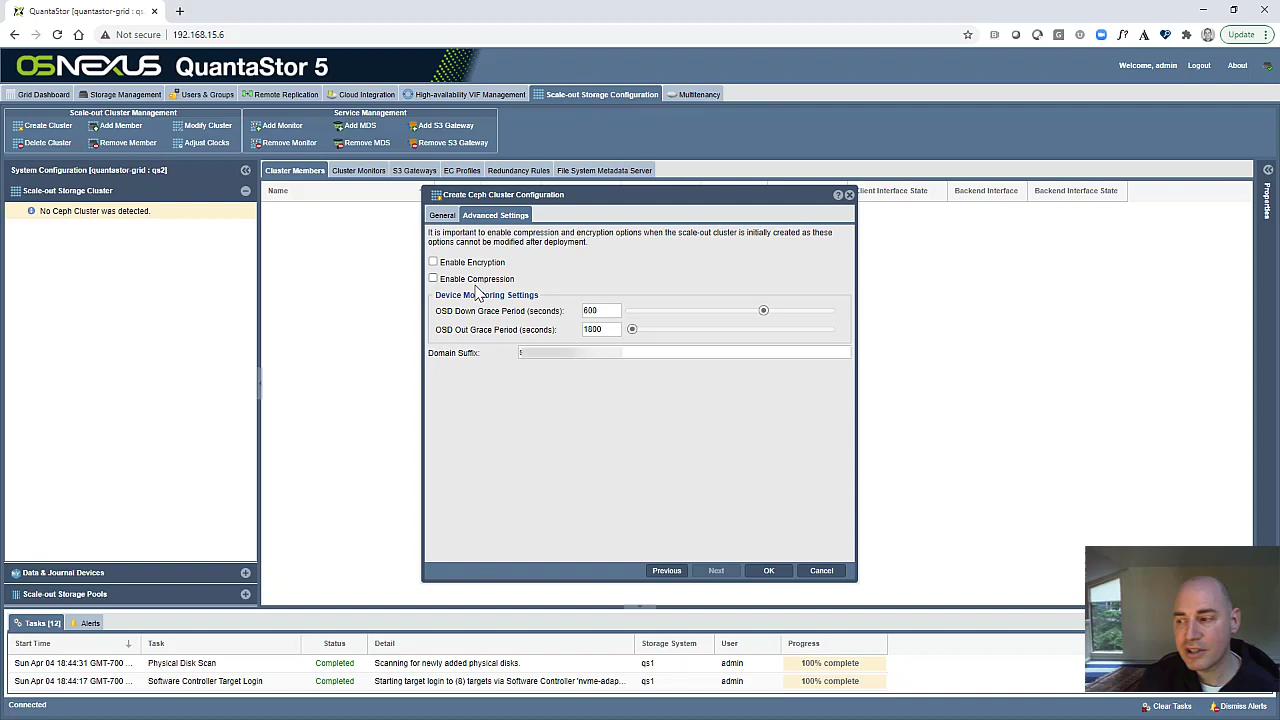 QuantaStor (quantastor-grid : qs
Not secure
192.168.15.6
Update
OSNEXUS QuantaStor 5
Welcome, admin Logout About
Grid Dashboard Storage Management Users & Groups Remote Replication Cloud Integration High-availability VIF Management Scale-out Storage Configuration Multitenancy
Scale-out Cluster Management Service Management
Create Cluster Add Member Modify Cluster Add Monitor Add MDS Add S3 Gateway
Delete Cluster Remove Member Adjust Clocks Remove Monitor Remove MDS Remove S3 Gateway
System Configuration [quantastor-grid : qs2]
Cluster Members Cluster Monitors S3 Gateways EC Profiles Redundancy Rules File System Metadata Server
Scale-out Storage Cluster
Name
Client Interface State Backend Interface Backend Interface State
Properties
No Ceph Cluster was detected.
Create Ceph Cluster Configuration
General Advanced Settings
It is important to enable compression and encryption options when the scale-out cluster is initially created as these
options cannot be modified after deployment.
Enable Encryption
Enable Compression
Device Monitoring Settings
OSD Down Grace Period (seconds): 600
OSD Out Grace Period (seconds): 1800
Domain Suffix:
Previous Next OK Cancel
Data & Journal Devices
Scale-out Storage Pools
Tasks [12] Alerts
Start Time Task Status Detail Storage System User Progress
Sun Apr 04 18:44:31 GMT-700 ... Physical Disk Scan Completed Scanning for newly added physical disks. qs1 admin 100% complete
Sun Apr 04 18:44:17 GMT-700 ... Software Controller Target Login Completed Starting target login to (8) targets via Software Controller 'nvme-adap... qs1 admin 100% complete
Connected
Clear Tasks Dismiss Alerts